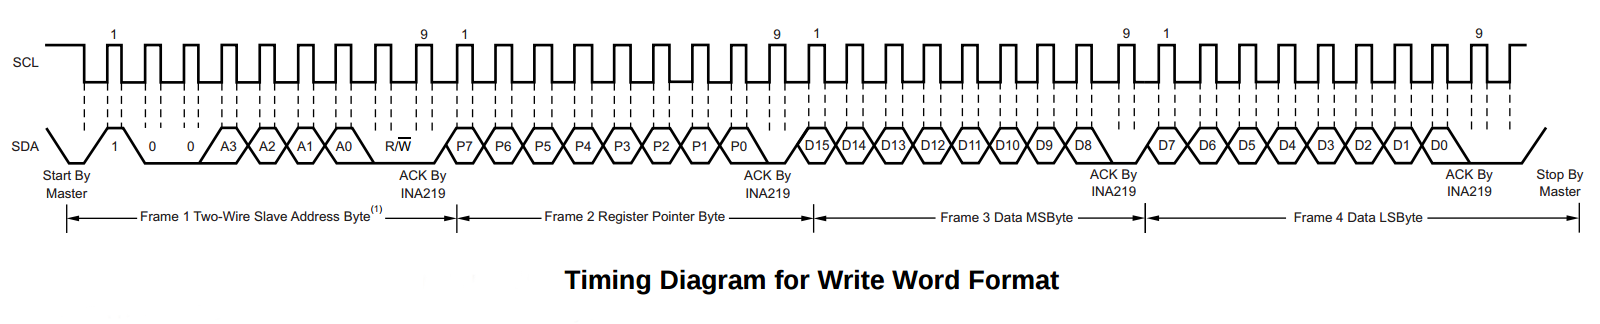 1 9 1 9 1 9 1 9
SCL
SDA 1 0 0 A3 A2 A1 A0 R/W̅ P7 P6 P5 P4 P3 P2 P1 P0 D15 D14 D13 D12 D11 D10 D9 D8 D7 D6 D5 D4 D3 D2 D1 D0
Start By
Master
ACK By
INA219
ACK By
INA219
ACK By
INA219
ACK By
INA219
Stop By
Master
Frame 1 Two-Wire Slave Address Byte(1)
Frame 2 Register Pointer Byte
Frame 3 Data MSByte
Frame 4 Data LSByte
Timing Diagram for Write Word Format